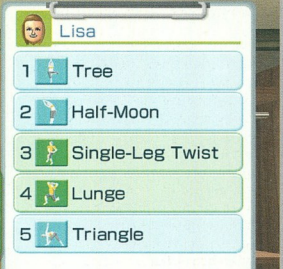 Lisa
1 Tree
2 Half-Moon
3 Single-Leg Twist
4 Lunge
5 Triangle